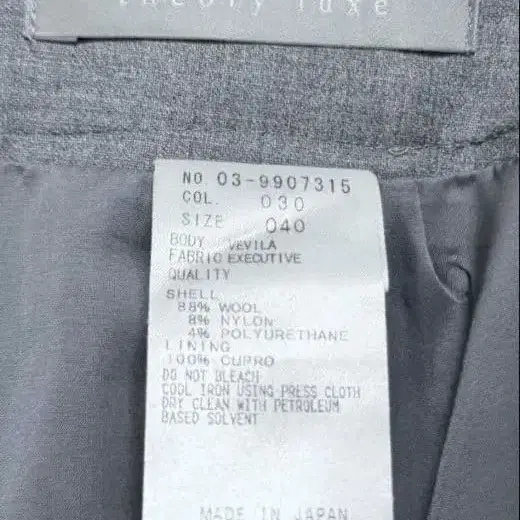 theory luxe
NO. 03-9907315
COL. 030
SIZE 040
BODY VEVILA
FABRIC EXECUTIVE
QUALITY
SHELL
88% WOOL
8% NYLON
4% POLYURETHANE
LINING
100% CUPRO
DO NOT BLEACH
COOL IRON USING PRESS CLOTH
DRY CLEAN WITH PETROLEUM
BASED SOLVENT
MADE IN JAPAN